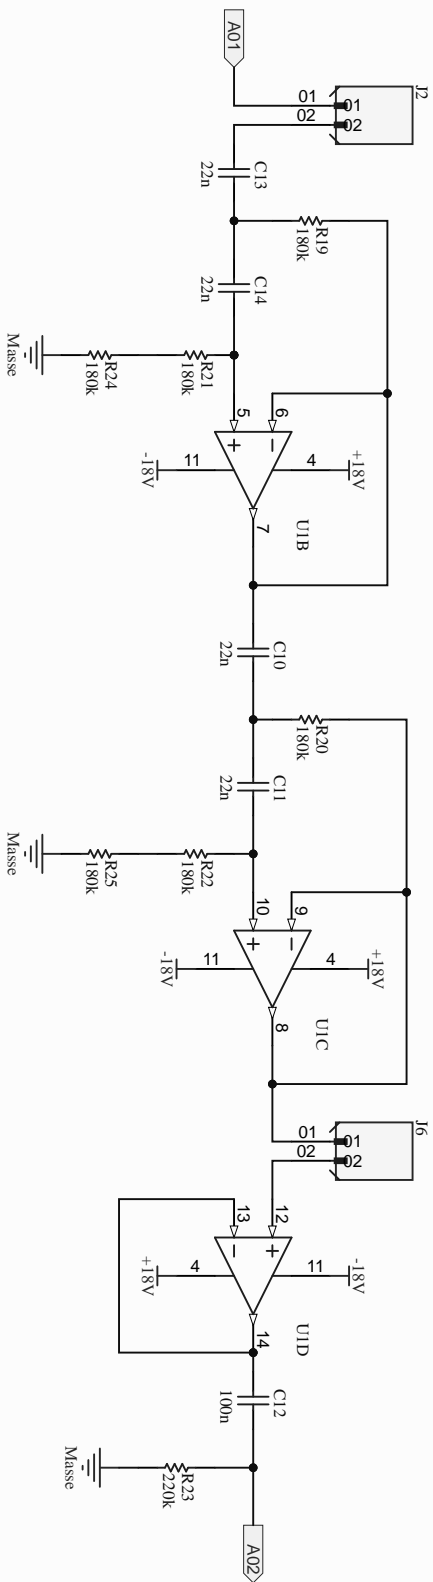 A01
J2
01
02
01
02
C13
22n
R19
180k
C14
22n
R21
180k
R24
180k
Masse
5
6
+
-
11
-18V
4
+18V
7
U1B
C10
22n
R20
180k
C11
22n
R22
180k
R25
180k
Masse
10
9
+
-
11
-18V
4
+18V
8
U1C
J6
01
02
01
02
13
12
-
+
4
+18V
11
-18V
14
U1D
C12
100n
R23
220k
Masse
A02